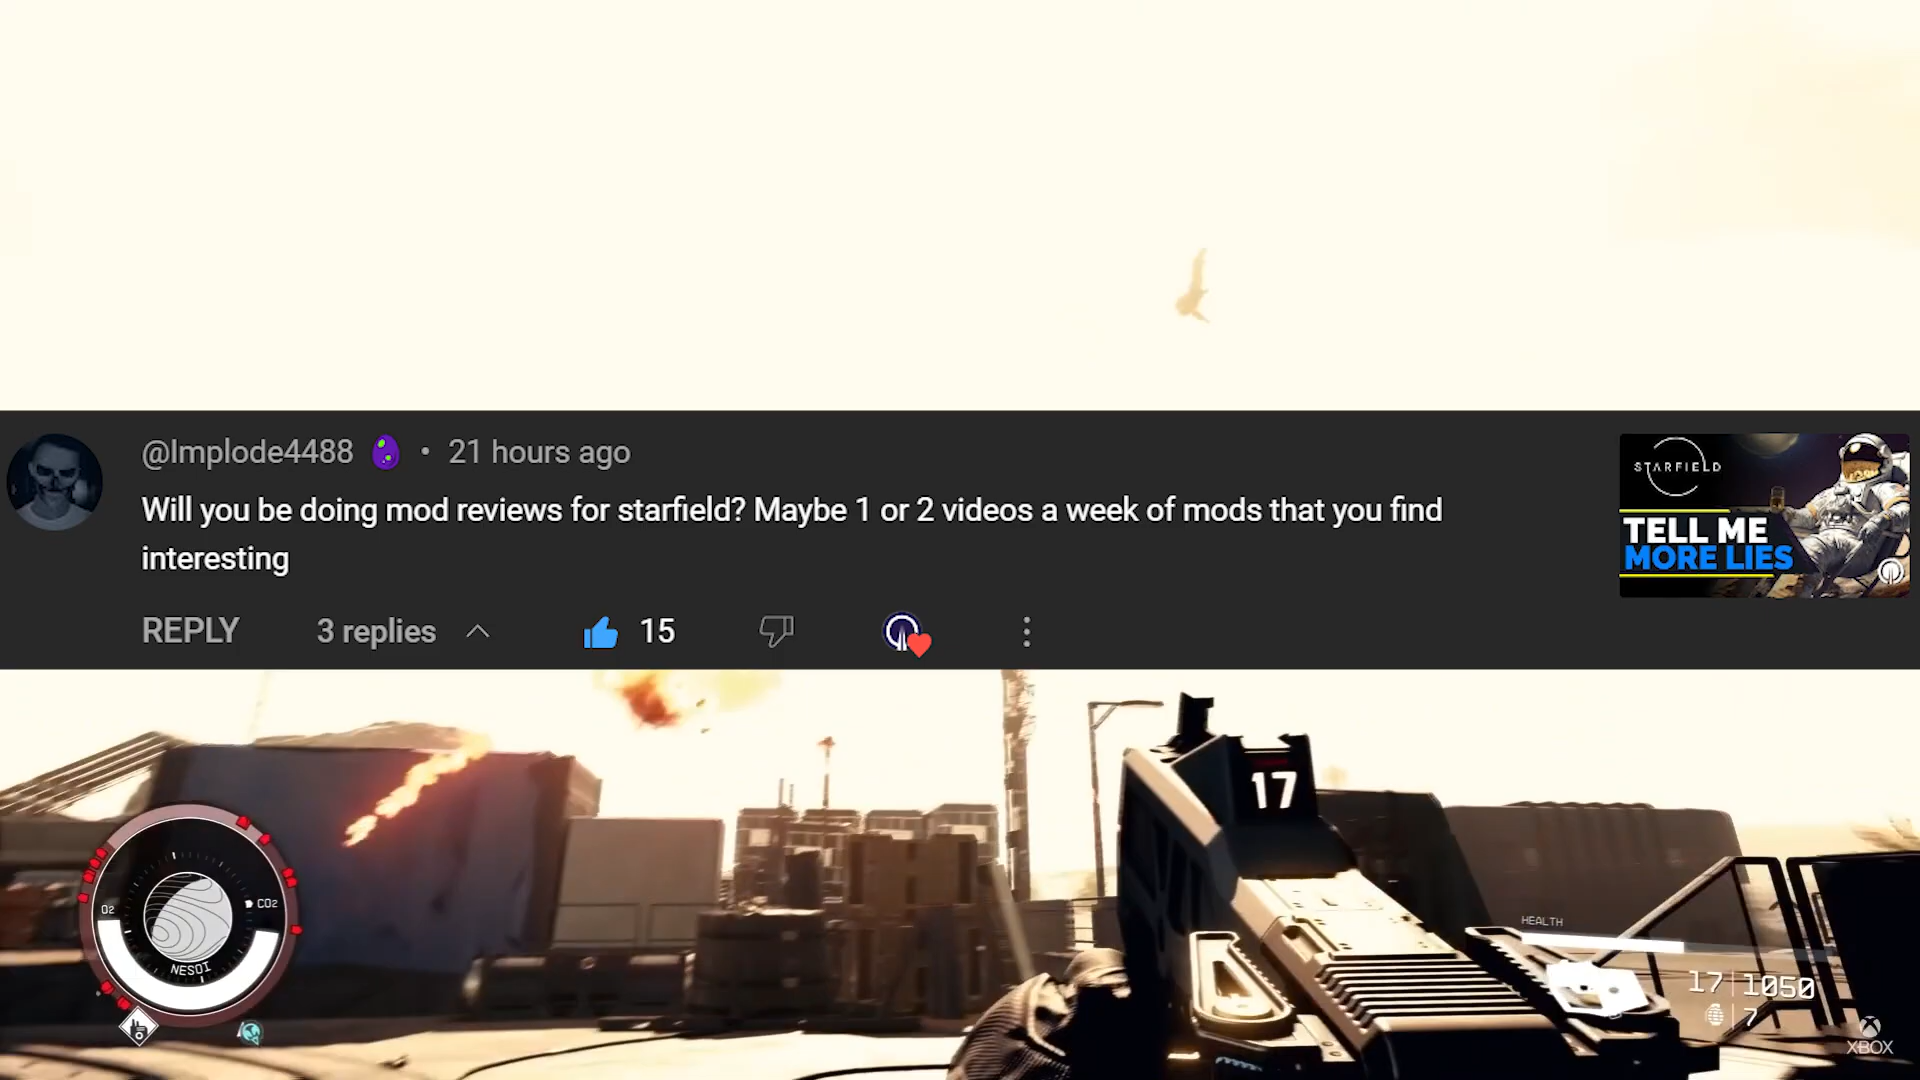 @Implode4488 • 21 hours ago
Will you be doing mod reviews for starfield? Maybe 1 or 2 videos a week of mods that you find
interesting
REPLY 3 replies 15
STARFIELD
TELL ME
MORE LIES
17
O2
CO2
NESOI
HEALTH
17 | 1050
7
XBOX